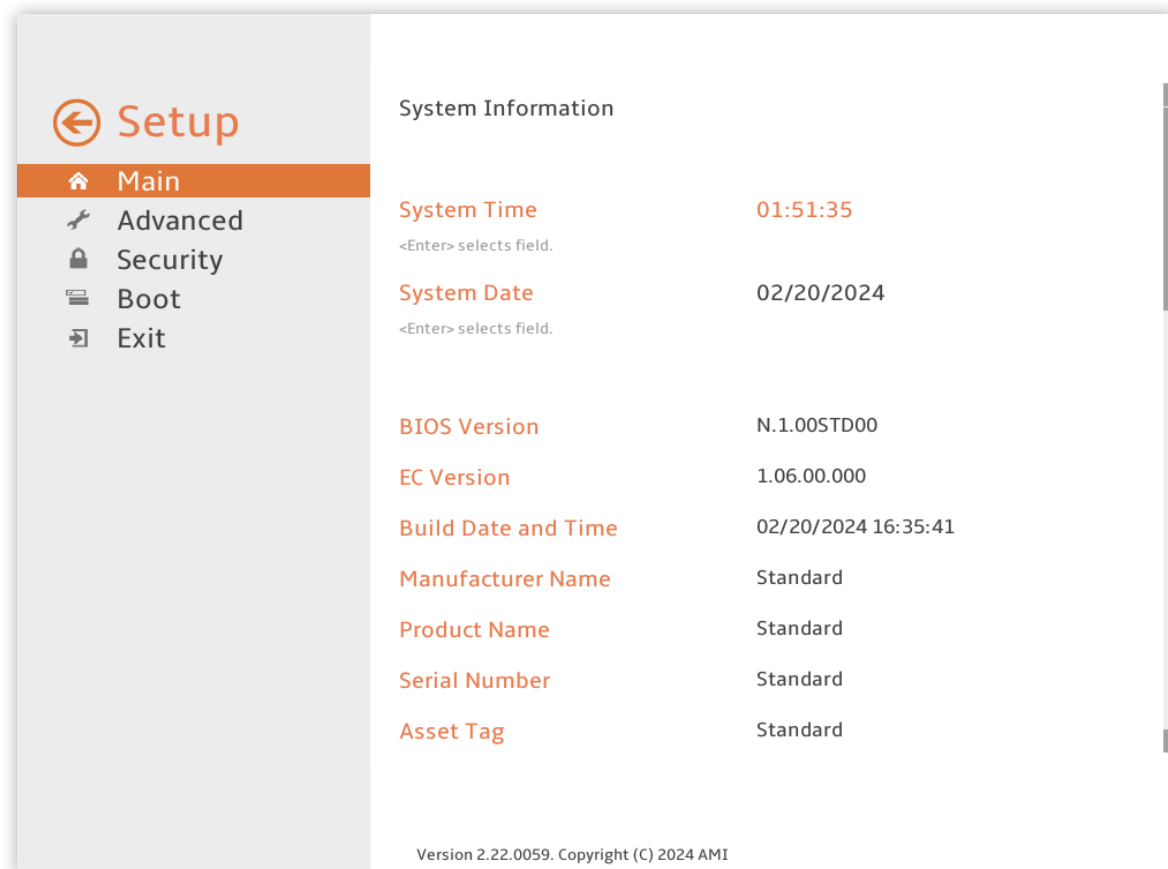 Setup
Main
Advanced
Security
Boot
Exit
System Information
System Time 01:51:35
<Enter> selects field.
System Date 02/20/2024
<Enter> selects field.
BIOS Version N.1.00STD00
EC Version 1.06.00.000
Build Date and Time 02/20/2024 16:35:41
Manufacturer Name Standard
Product Name Standard
Serial Number Standard
Asset Tag Standard
Version 2.22.0059. Copyright (C) 2024 AMI